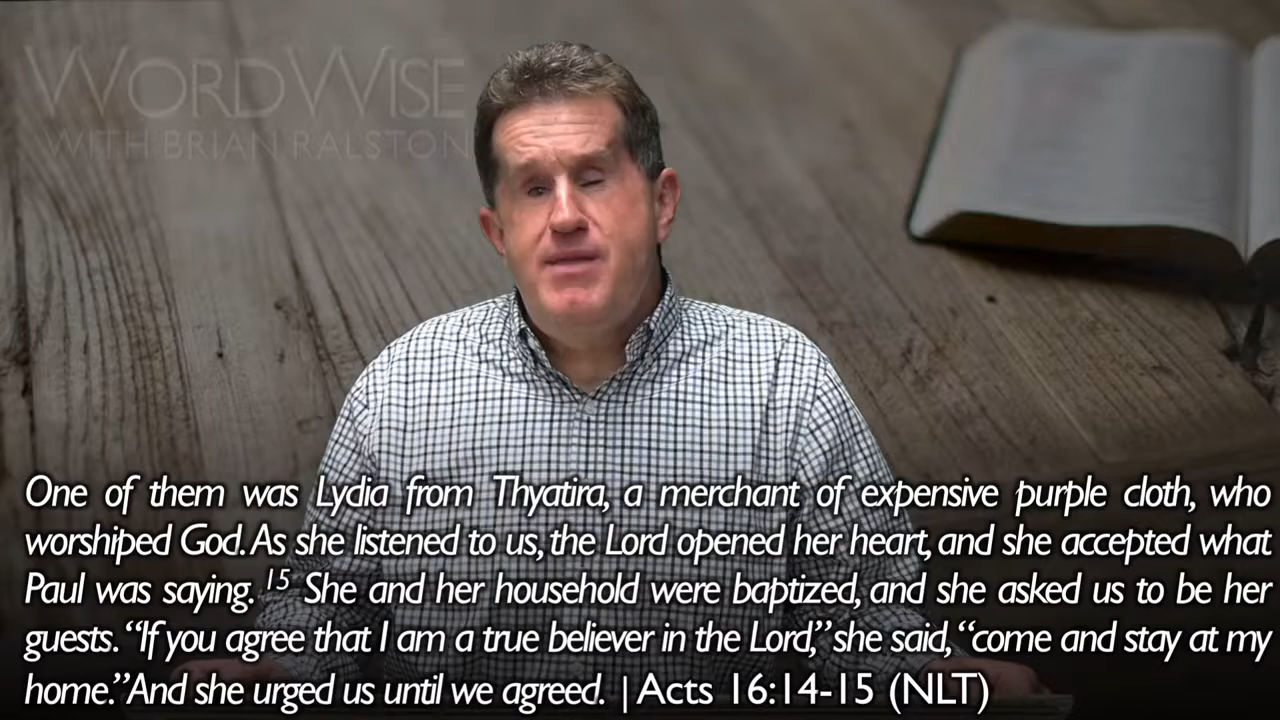 WORDWISE
WITH BRIAN RALSTON
One of them was Lydia from Thyatira, a merchant of expensive purple cloth, who
worshiped God. As she listened to us, the Lord opened her heart, and she accepted what
Paul was saying. 15 She and her household were baptized, and she asked us to be her
guests. “If you agree that I am a true believer in the Lord,” she said, “come and stay at my
home.” And she urged us until we agreed. | Acts 16:14-15 (NLT)